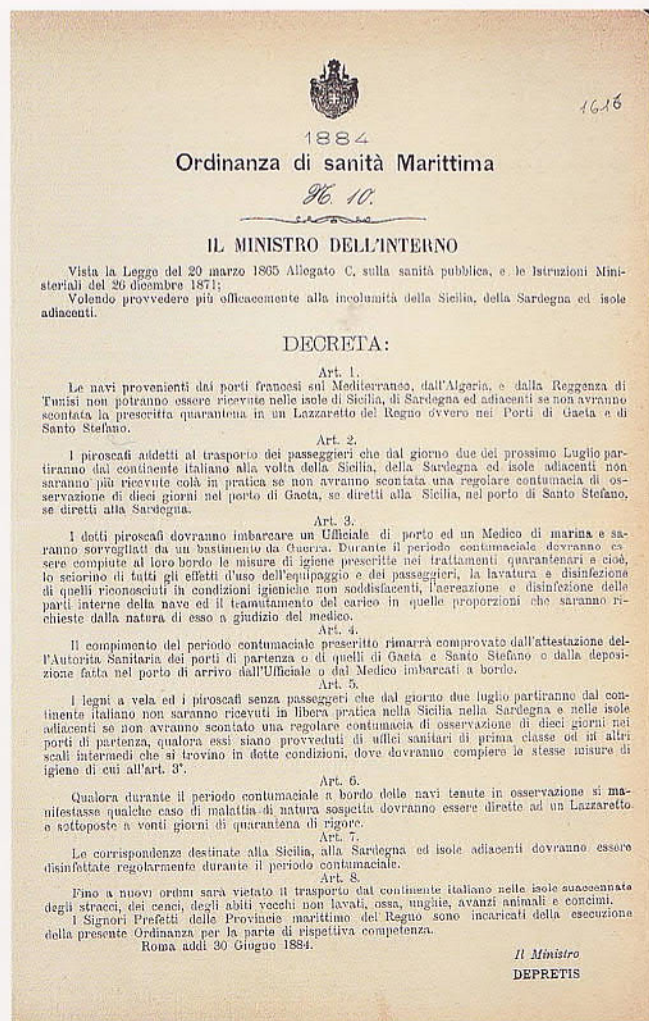 1616
1884
Ordinanza di sanità Marittima
N. 10.
IL MINISTRO DELL'INTERNO
Vista la Legge del 20 marzo 1865 Allegato C, sulla sanità pubblica, e le Istruzioni Mini-
steriali del 26 dicembre 1871;
Volendo provvedere più efficacemente alla incolumità della Sicilia, della Sardegna ed isole
adiacenti.
DECRETA:
Art. 1.
Le navi provenienti dai porti francesi sul Mediterraneo, dall'Algeria, e dalla Reggenza di
Tunisi non potranno essere ricevute nelle isole di Sicilia, di Sardegna ed adiacenti se non avranno
scontata la prescritta quarantena in un Lazzaretto del Regno ovvero nei Porti di Gaeta e di
Santo Stefano.
Art. 2.
I piroscafi addetti al trasporto dei passeggieri che dal giorno due del prossimo Luglio par-
tiranno dal continente italiano alla volta della Sicilia, della Sardegna ed isole adiacenti non
saranno più ricevute colà in pratica se non avranno scontata una regolare contumacia di os-
servazione di dieci giorni nel porto di Gaeta, se diretti alla Sicilia, nel porto di Santo Stefano,
se diretti alla Sardegna.
Art. 3.
I detti piroscafi dovranno imbarcare un Ufficiale di porto ed un Medico di marina e sa-
ranno sorvegliati da un bastimento da Guerra. Durante il periodo contumaciale dovranno es
sere compiute al loro bordo le misure di igiene prescritte nei trattamenti quarantenari e cioè,
lo sciorino di tutti gli effetti d'uso dell'equipaggio e dei passeggieri, la lavatura e disinfezione
di quelli riconosciuti in condizioni igieniche non soddisfacenti, l'aereazione e disinfezione delle
parti interne della nave ed il tramutamento del carico in quelle proporzioni che saranno ri-
chieste dalla natura di esso a giudizio del medico.
Art. 4.
Il compimento del periodo contumaciale prescritto rimarrà comprovato dall'attestazione del-
l'Autorita Sanitaria dei porti di partenza o di quelli di Gaeta e Santo Stefano o dalla deposi-
zione fatta nel porto di arrivo dall'Ufficiale o dal Medico imbarcati a bordo.
Art. 5.
I legni a vela ed i piroscafi senza passeggieri che dal giorno due luglio partiranno dal con-
tinente italiano non saranno ricevuti in libera pratica nella Sicilia nella Sardegna e nelle isole
adiacenti se non avranno scontato una regolare contumacia di osservazione di dieci giorni nei
porti di partenza, qualora essi siano provveduti di uffici sanitari di prima classe od in altri
scali intermedi che si trovino in dette condizioni, dove dovranno compiere le stesse misure di
igiene di cui all'art. 3°.
Art. 6.
Qualora durante il periodo contumaciale a bordo delle navi tenute in osservazione si ma-
nifestasse qualche caso di malattia di natura sospetta dovranno essere dirette ad un Lazzaretto
e sottoposte a venti giorni di quarantena di rigore.
Art. 7.
Le corrispondenze destinate alla Sicilia, alla Sardegna ed isole adiacenti dovranno essere
disinfettate regolarmente durante il periodo contumaciale.
Art. 8.
Fino a nuovi ordini sarà vietato il trasporto dal continente italiano nelle isole suaccennate
degli stracci, dei cenci, degli abiti vecchi non lavati, ossa, unghie, avanzi animali e concimi.
I Signori Prefetti delle Provincie marittime del Regno sono incaricati della esecuzione
della presente Ordinanza per la parte di rispettiva competenza.
Roma addi 30 Giugno 1884.
Il Ministro
DEPRETIS